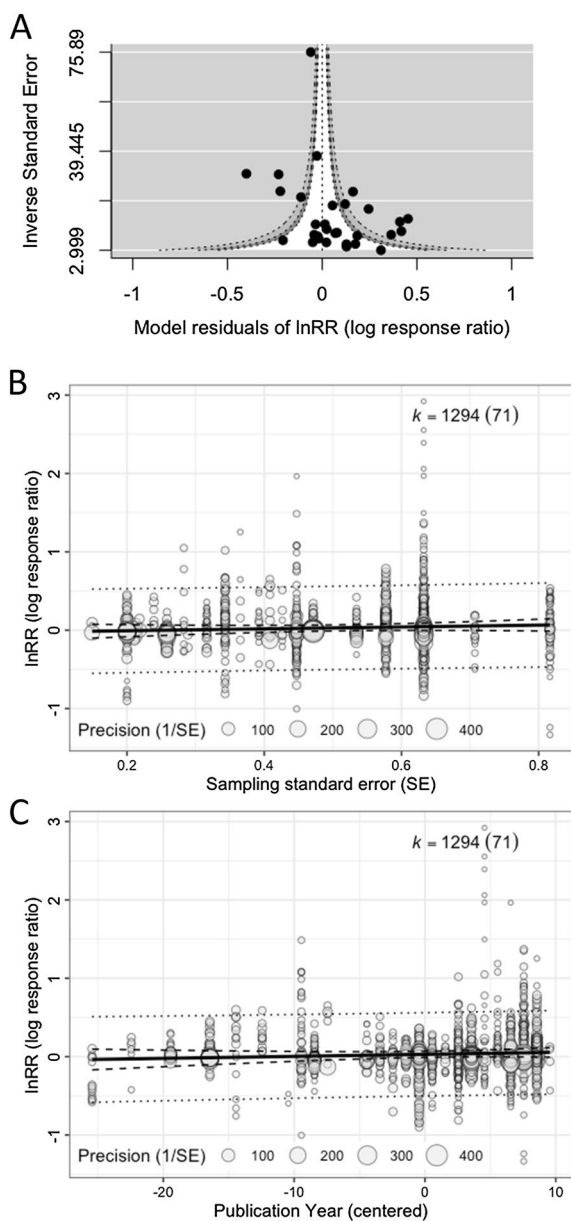 A
Inverse Standard Error
75.89
39.445
2.999
-1
-0.5
0
0.5
1
Model residuals of lnRR (log response ratio)
B
lnRR (log response ratio)
3
k = 1294 (71)
2
1
0
-1
Precision (1/SE) 100 200 300 400
0.2 0.4 0.6 0.8
Sampling standard error (SE)
C
lnRR (log response ratio)
3
k = 1294 (71)
2
1
0
-1
Precision (1/SE) 100 200 300 400
-20 -10 0 10
Publication Year (centered)